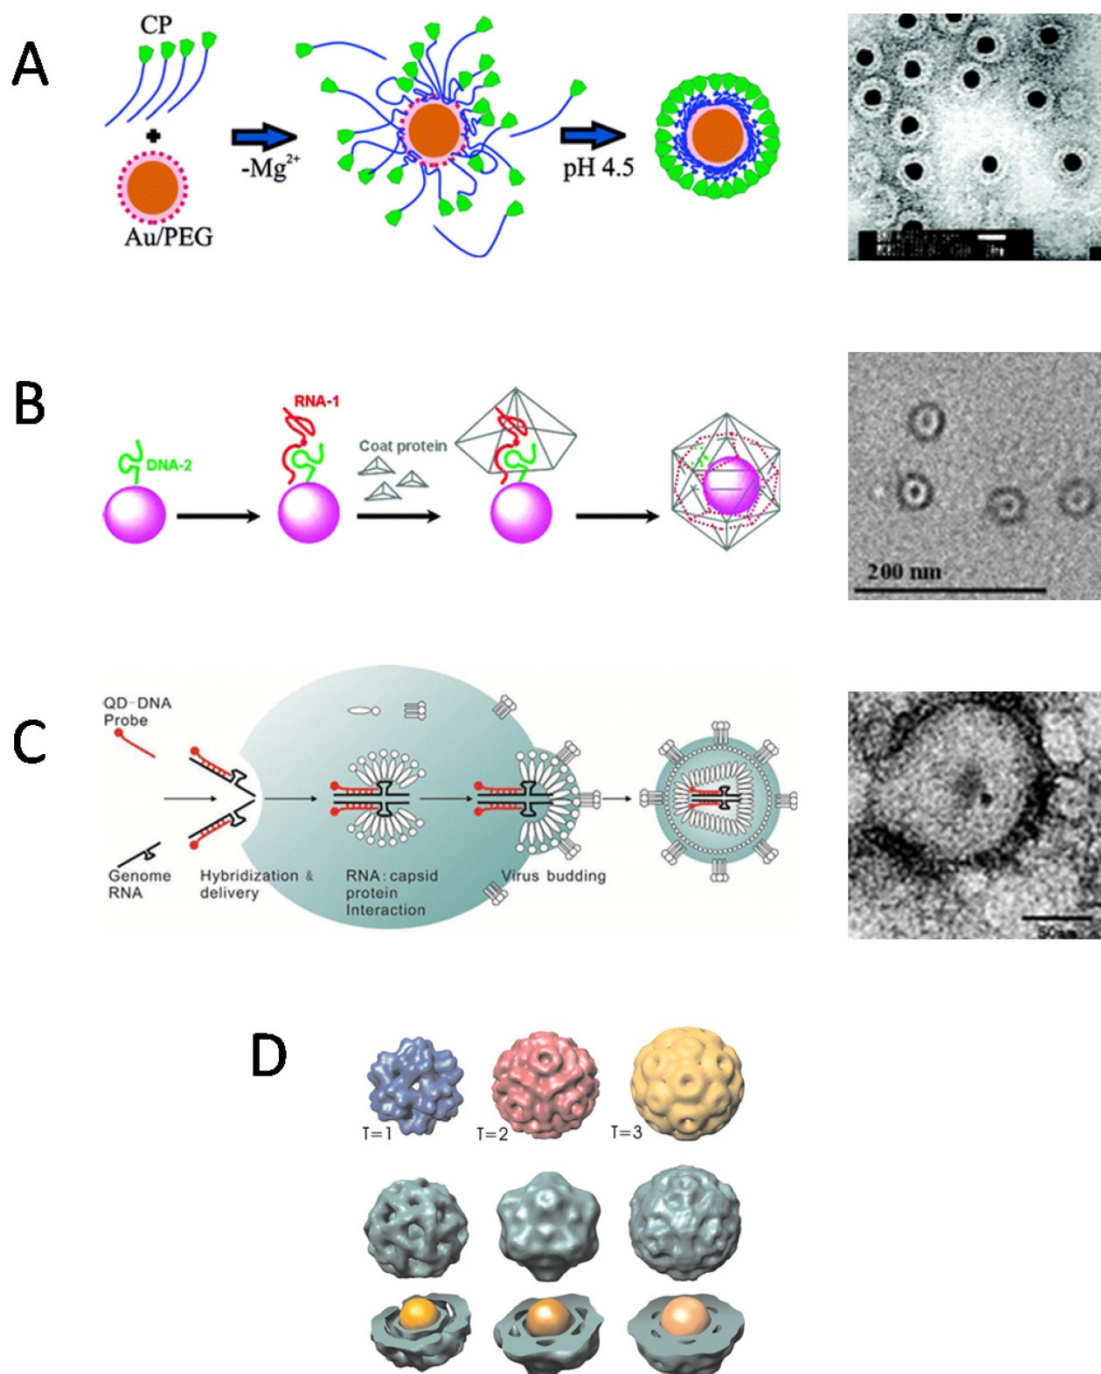 A
CP
+
Au/PEG
-Mg²⁺
pH 4.5
B
DNA-2
RNA-1
Coat protein
200 nm
C
QD-DNA
Probe
Genome
RNA
Hybridization &
delivery
RNA: capsid
protein
Interaction
Virus budding
50nm
D
T=1
T=2
T=3